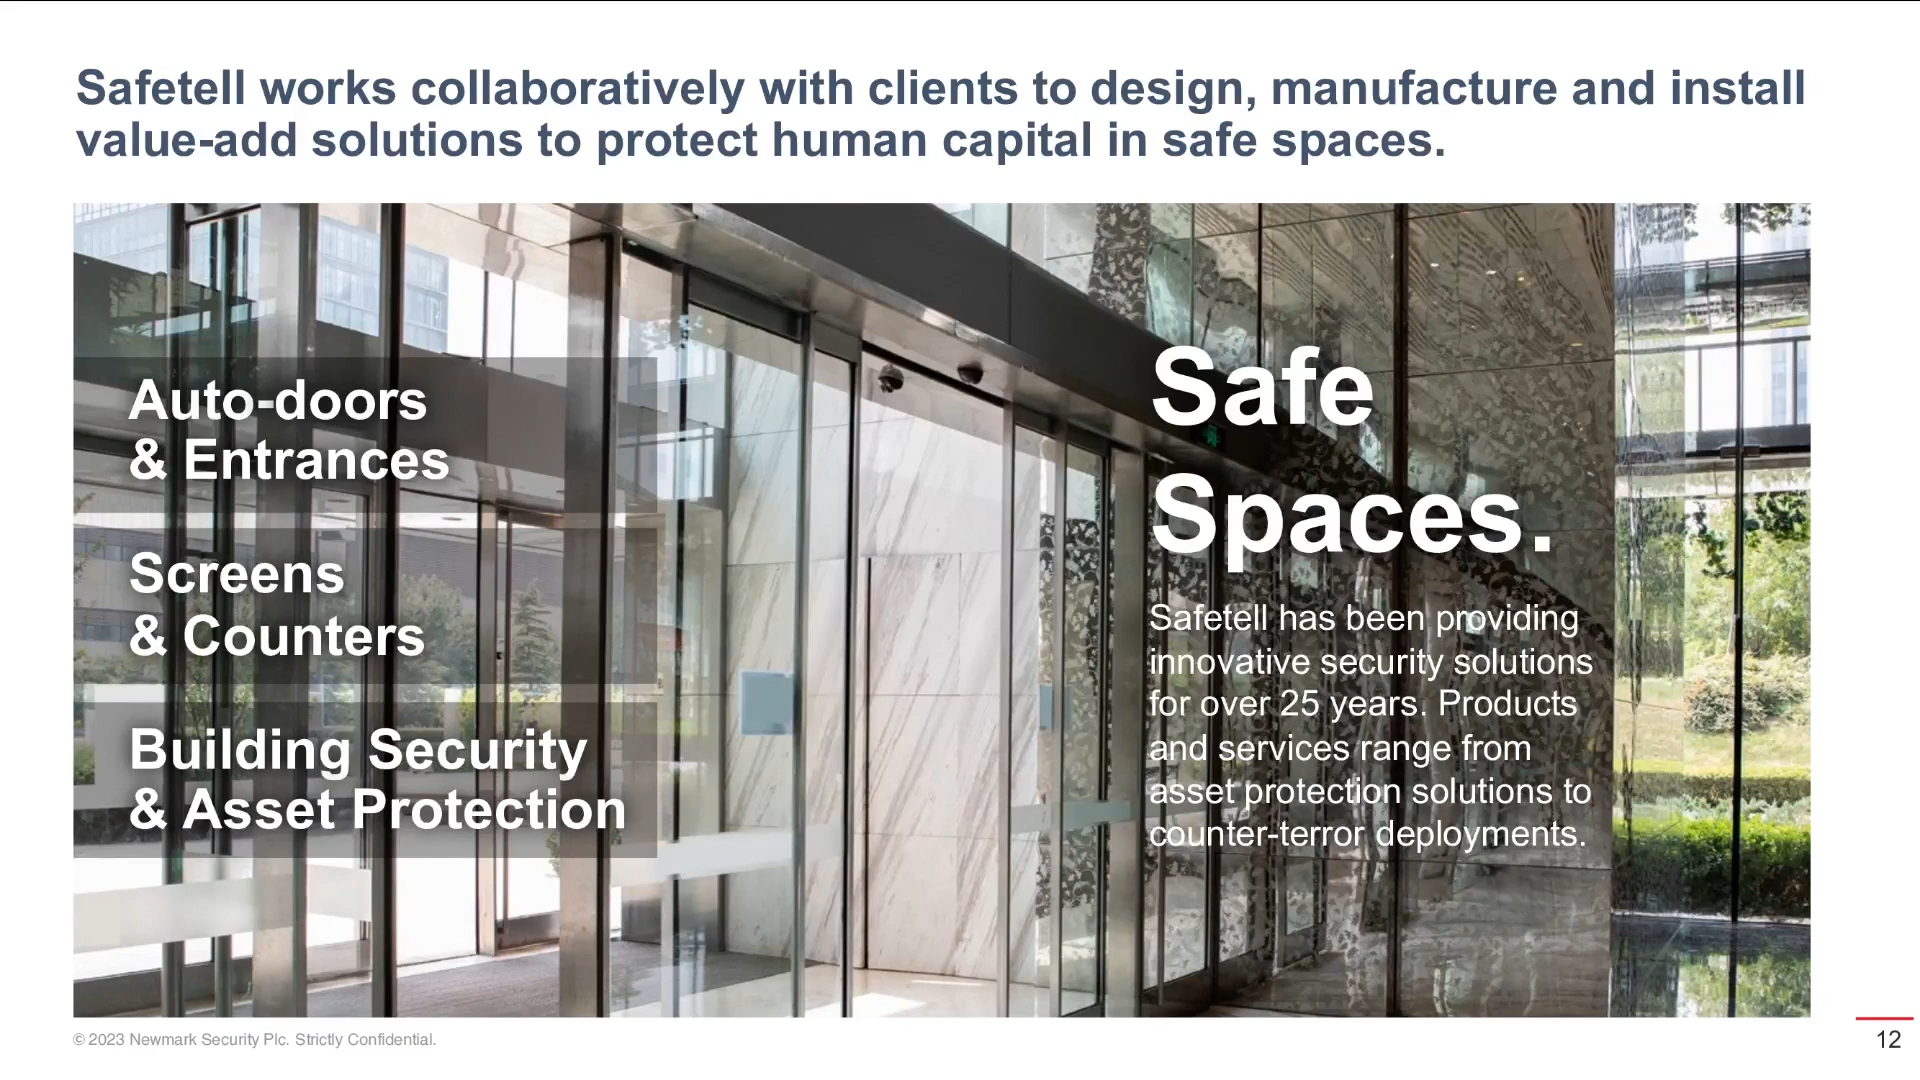 Safetell works collaboratively with clients to design, manufacture and install
value-add solutions to protect human capital in safe spaces.
Auto-doors
& Entrances
Screens
& Counters
Building Security
& Asset Protection
Safe
Spaces.
Safetell has been providing
innovative security solutions
for over 25 years. Products
and services range from
asset protection solutions to
counter-terror deployments.
© 2023 Newmark Security Plc. Strictly Confidential.
12